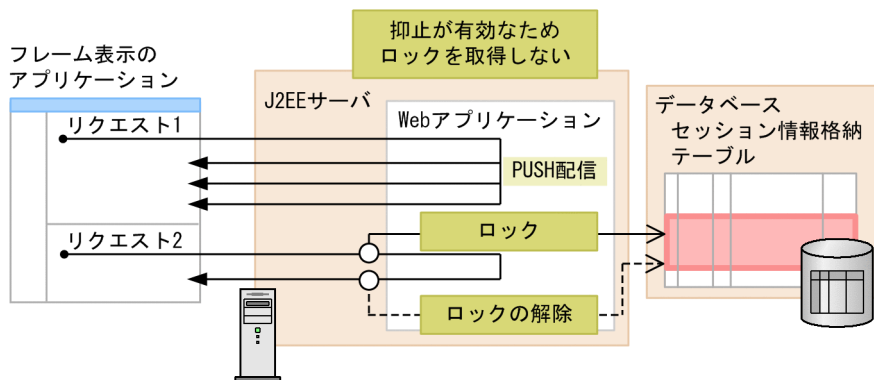 抑止が有効なため
ロックを取得しない
フレーム表示の
アプリケーション
J2EEサーバ
Webアプリケーション
データベース
セッション情報格納
テーブル
リクエスト1
PUSH配信
リクエスト2
ロック
ロックの解除